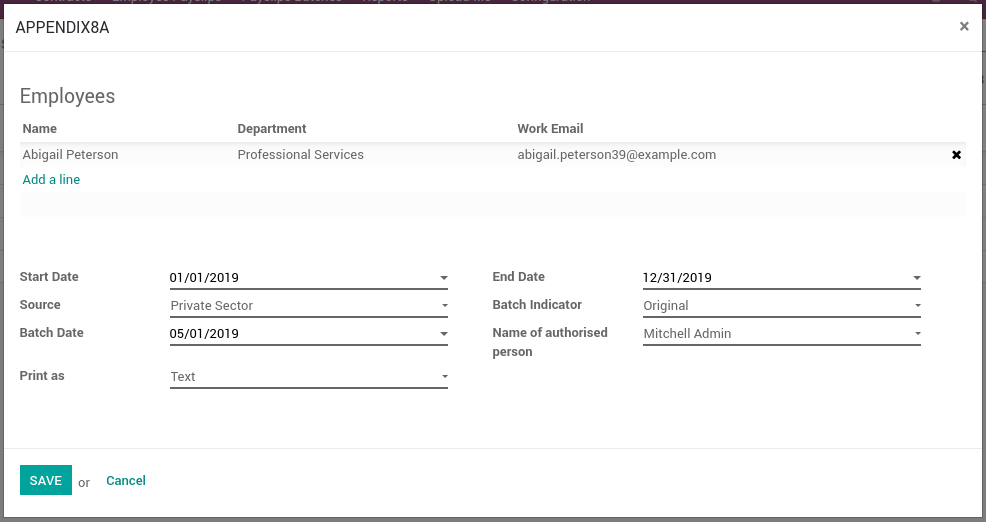 APPENDIX8A ×
Employees
Name Department Work Email
Abigail Peterson Professional Services abigail.peterson39@example.com
Add a line
Start Date 01/01/2019 End Date 12/31/2019
Source Private Sector Batch Indicator Original
Batch Date 05/01/2019 Name of authorised person Mitchell Admin
Print as Text
SAVE or Cancel